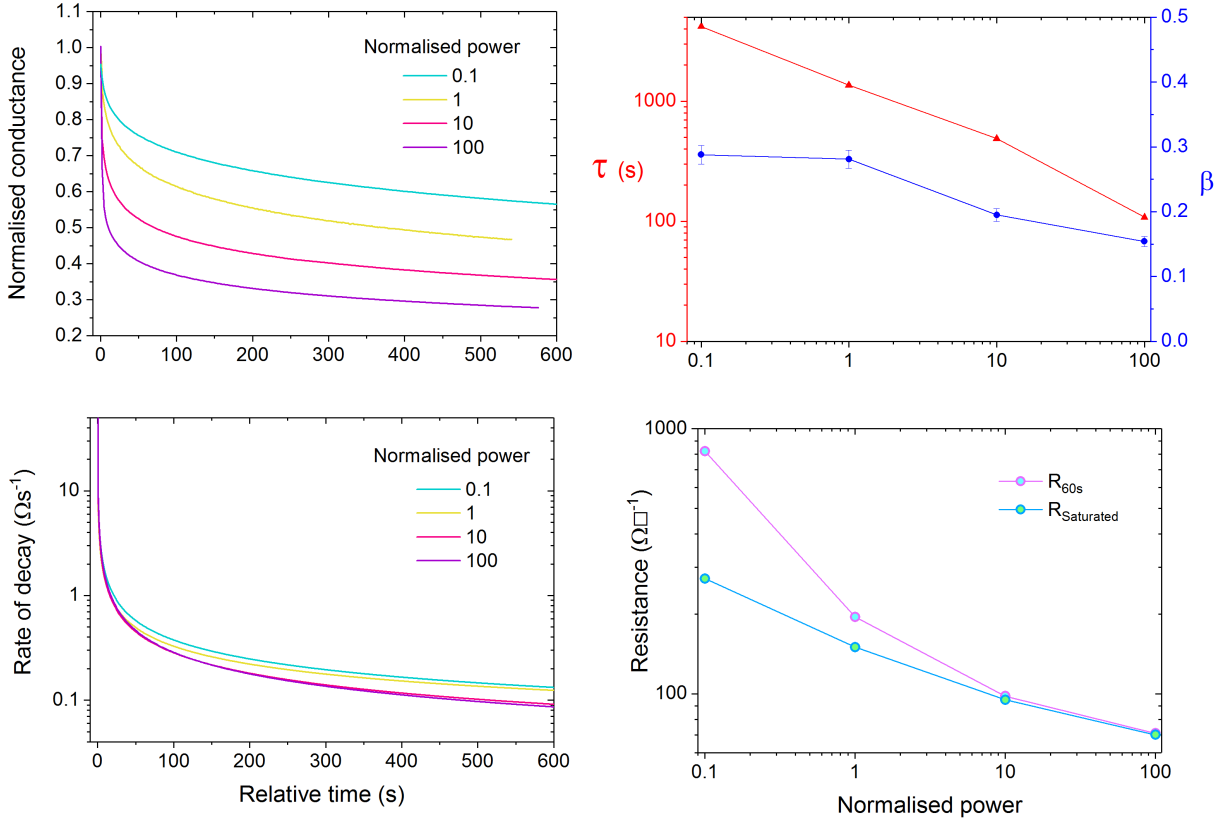 1.1
1.0
0.9
0.8
0.7
0.6
0.5
0.4
0.3
0.2
Normalised conductance
Normalised power
0.1
1
10
100
0 100 200 300 400 500 600
1000
100
10
τ (s)
0.5
0.4
0.3
0.2
0.1
0.0
β
0.1 1 10 100
10
1
0.1
Rate of decay (Ωs⁻¹)
Normalised power
0.1
1
10
100
0 100 200 300 400 500 600
Relative time (s)
1000
100
Resistance (Ω□⁻¹)
R60s
RSaturated
0.1 1 10 100
Normalised power